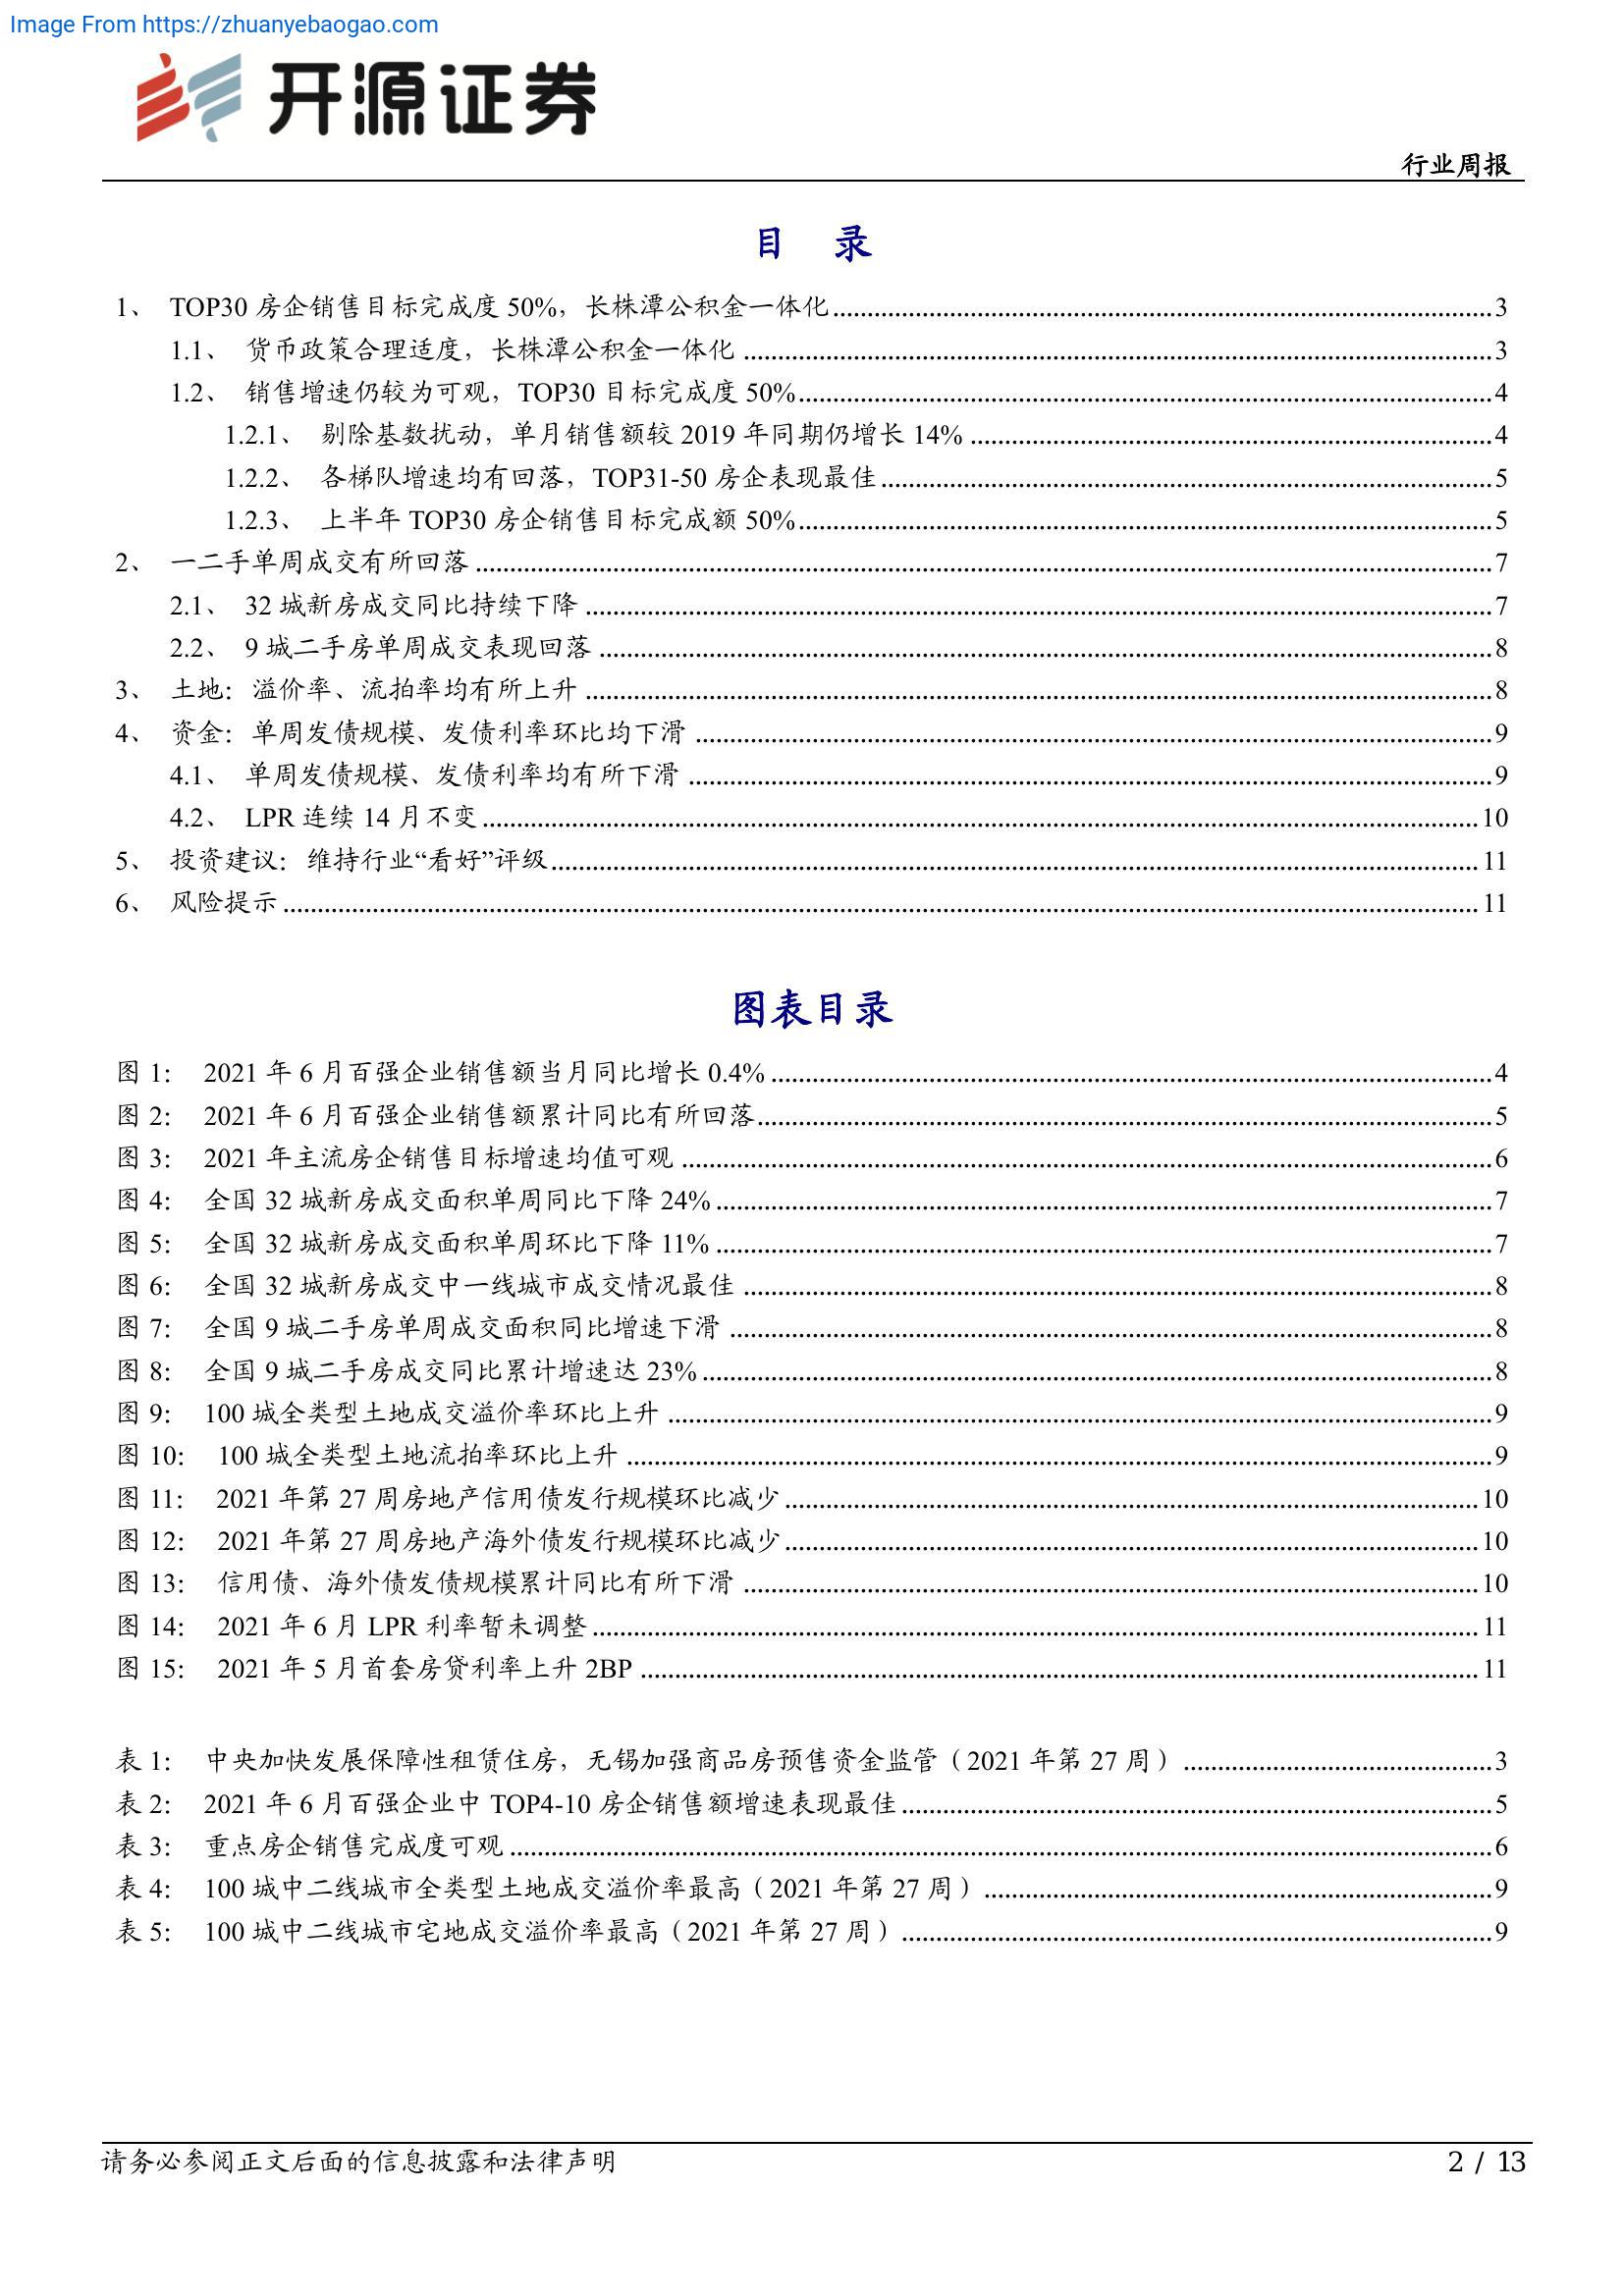 Image From https://zhuanyebaogao.com
开源证券
行业周报
目 录
1、 TOP30 房企销售目标完成度 50%，长株潭公积金一体化 3
1.1、 货币政策合理适度，长株潭公积金一体化 3
1.2、 销售增速仍较为可观，TOP30 目标完成度 50% 4
1.2.1、 剔除基数扰动，单月销售额较 2019 年同期仍增长 14% 4
1.2.2、 各梯队增速均有回落，TOP31-50 房企表现最佳 5
1.2.3、 上半年 TOP30 房企销售目标完成额 50% 5
2、 一二手单周成交有所回落 7
2.1、 32 城新房成交同比持续下降 7
2.2、 9 城二手房单周成交表现回落 8
3、 土地：溢价率、流拍率均有所上升 8
4、 资金：单周发债规模、发债利率环比均下滑 9
4.1、 单周发债规模、发债利率均有所下滑 9
4.2、 LPR 连续 14 月不变 10
5、 投资建议：维持行业“看好”评级 11
6、 风险提示 11
图表目录
图 1： 2021 年 6 月百强企业销售额当月同比增长 0.4% 4
图 2： 2021 年 6 月百强企业销售额累计同比有所回落 5
图 3： 2021 年主流房企销售目标增速均值可观 6
图 4： 全国 32 城新房成交面积单周同比下降 24% 7
图 5： 全国 32 城新房成交面积单周环比下降 11% 7
图 6： 全国 32 城新房成交中一线城市成交情况最佳 8
图 7： 全国 9 城二手房单周成交面积同比增速下滑 8
图 8： 全国 9 城二手房成交同比累计增速达 23% 8
图 9： 100 城全类型土地成交溢价率环比上升 9
图 10： 100 城全类型土地流拍率环比上升 9
图 11： 2021 年第 27 周房地产信用债发行规模环比减少 10
图 12： 2021 年第 27 周房地产海外债发行规模环比减少 10
图 13： 信用债、海外债发债规模累计同比有所下滑 10
图 14： 2021 年 6 月 LPR 利率暂未调整 11
图 15： 2021 年 5 月首套房贷利率上升 2BP 11
表 1： 中央加快发展保障性租赁住房，无锡加强商品房预售资金监管（2021 年第 27 周） 3
表 2： 2021 年 6 月百强企业中 TOP4-10 房企销售额增速表现最佳 5
表 3： 重点房企销售完成度可观 6
表 4： 100 城中二线城市全类型土地成交溢价率最高（2021 年第 27 周） 9
表 5： 100 城中二线城市宅地成交溢价率最高（2021 年第 27 周） 9
请务必参阅正文后面的信息披露和法律声明
2 / 13